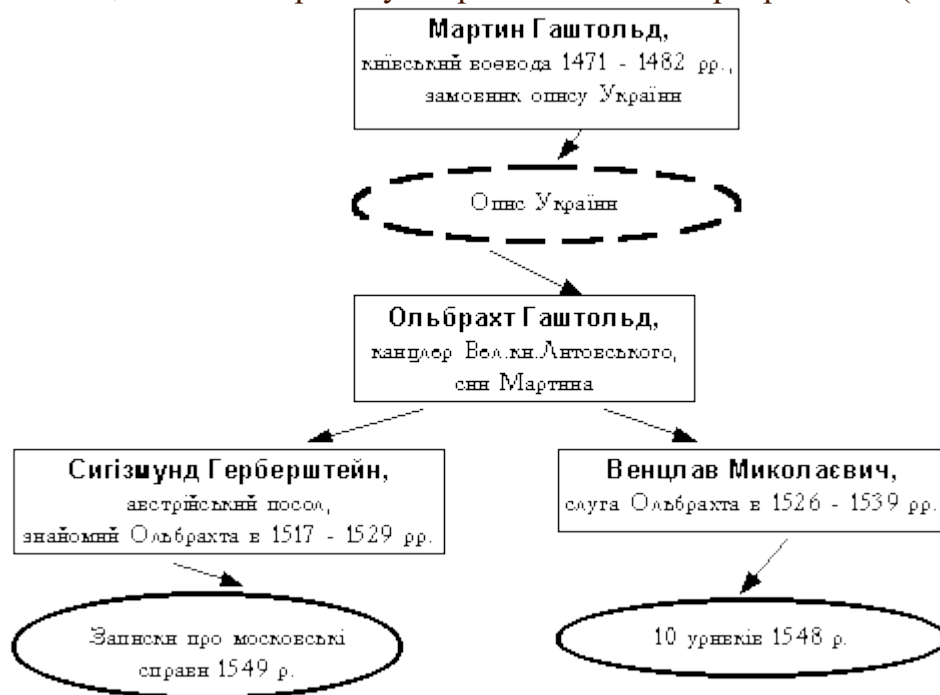 Мартин Гаштольд,
київський воєвода 1471 - 1482 рр.,
замовник опису України
Опис України
Ольбрахт Гаштольд,
канцлер Вел.кн.Литовського,
син Мартина
Сигізмунд Герберштейн,
австрійський посол,
знайомий Ольбрахта в 1517 - 1529 рр.
Венцлав Миколаєвич,
слуга Ольбрахта в 1526 - 1539 рр.
Записки про московські
справи 1549 р.
10 уривків 1548 р.